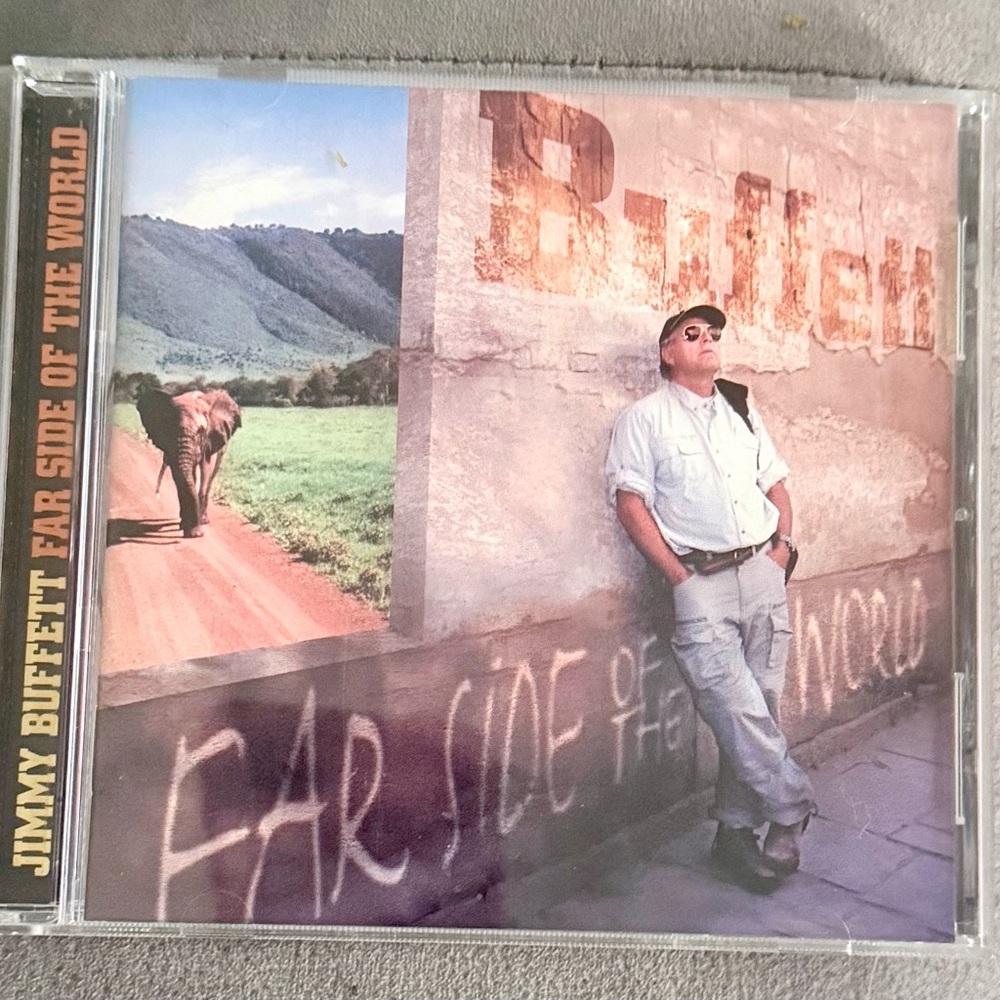 JIMMY BUFFETT FAR SIDE OF THE WORLD
Buffett
FAR SIDE OF THE WORLD